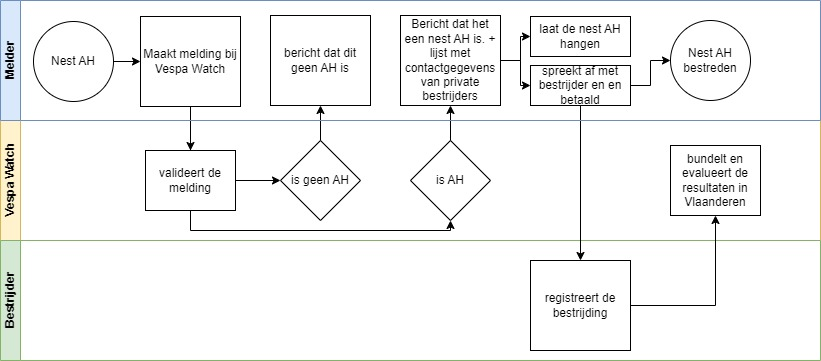 Melder
Nest AH
Maakt melding bij
Vespa Watch
bericht dat dit
geen AH is
Bericht dat het
een nest AH is. +
lijst met
contactgegevens
van private
bestrijders
laat de nest AH
hangen
spreekt af met
bestrijder en en
betaald
Nest AH
bestreden
Vespa Watch
valideert de
melding
is geen AH
is AH
bundelt en
evalueert de
resultaten in
Vlaanderen
Bestrijder
registreert de
bestrijding